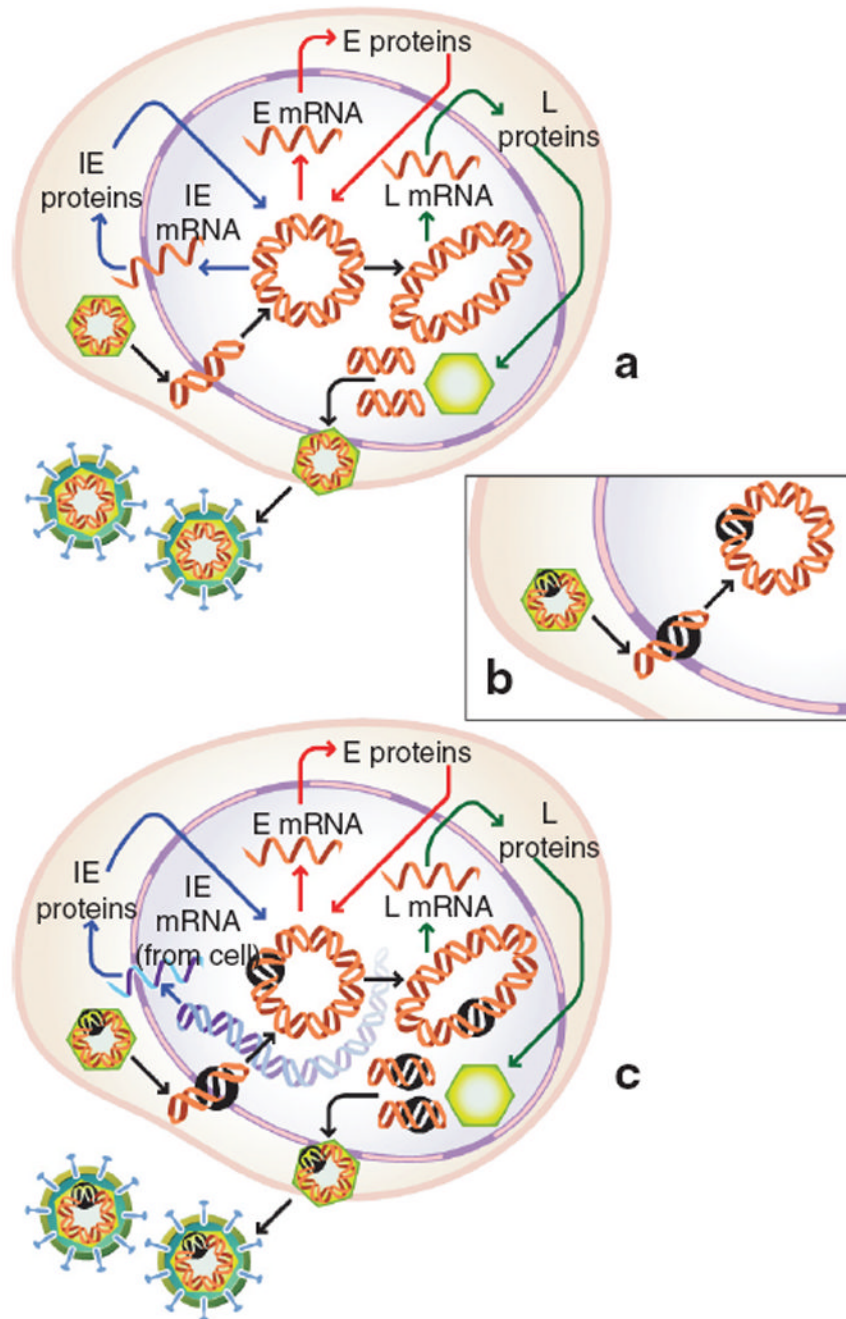 E proteins
E mRNA
L
proteins
IE
proteins
IE
mRNA
L mRNA
a
b
E proteins
E mRNA
L
proteins
IE
proteins
IE
mRNA
(from cell)
L mRNA
c